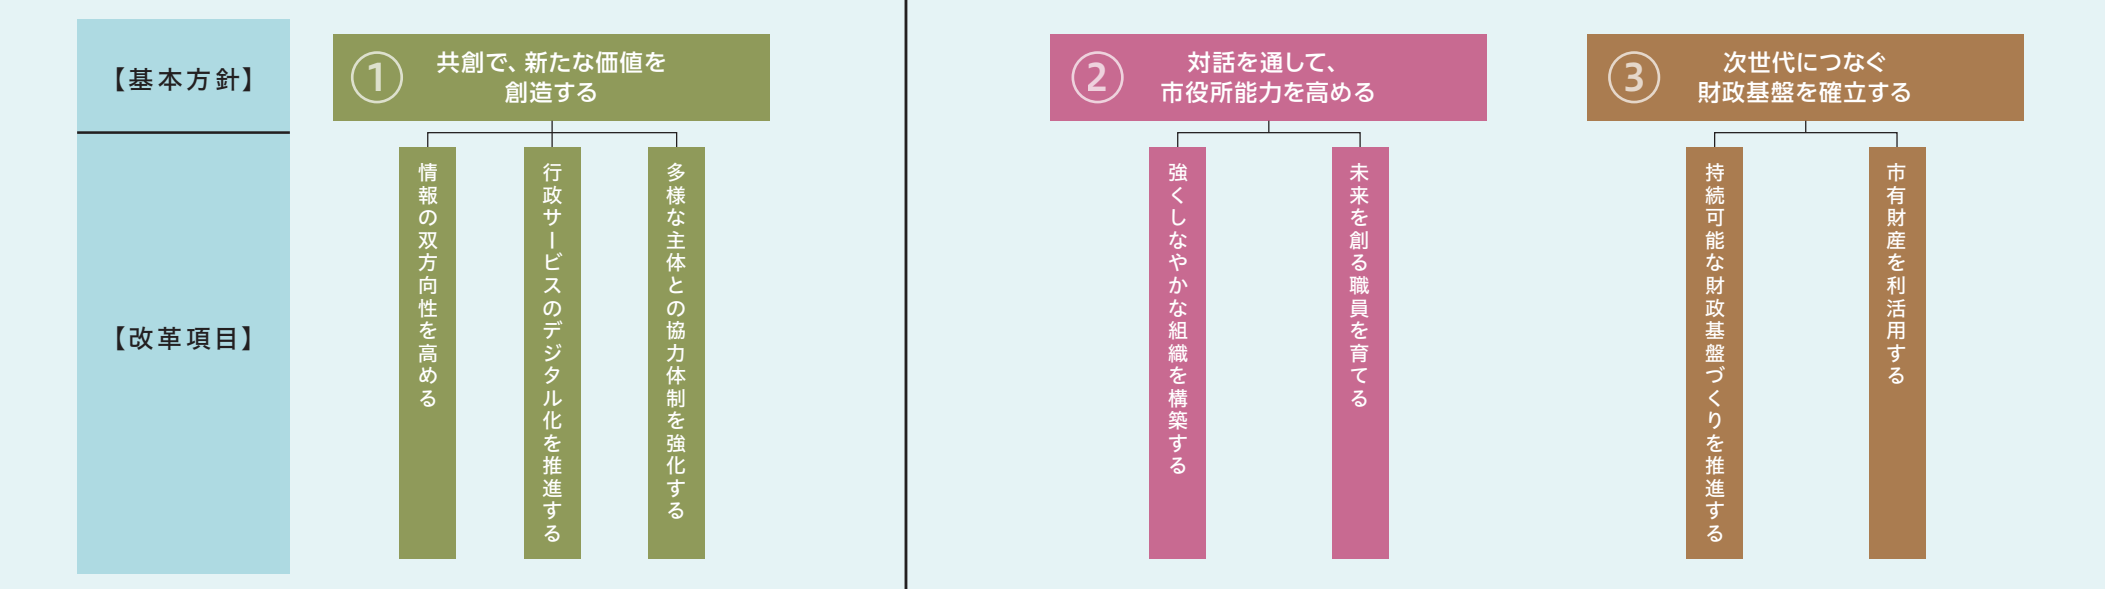 【基本方針】
① 共創で、新たな価値を
創造する
② 対話を通して、
市役所能力を高める
③ 次世代につなぐ
財政基盤を確立する
【改革項目】
情報の双方向性を高める
行政サービスのデジタル化を推進する
多様な主体との協力体制を強化する
強くしなやかな組織を構築する
未来を創る職員を育てる
持続可能な財政基盤づくりを推進する
市有財産を利活用する